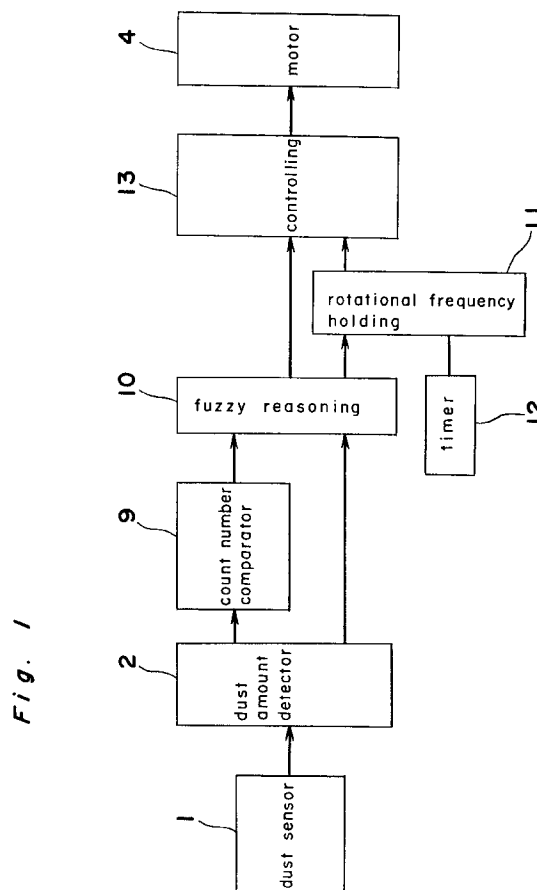 Fig. 1
1
dust sensor
2
dust
amount
detector
9
count number
comparator
10
fuzzy reasoning
11
rotational frequency
holding
12
timer
13
controlling
4
motor